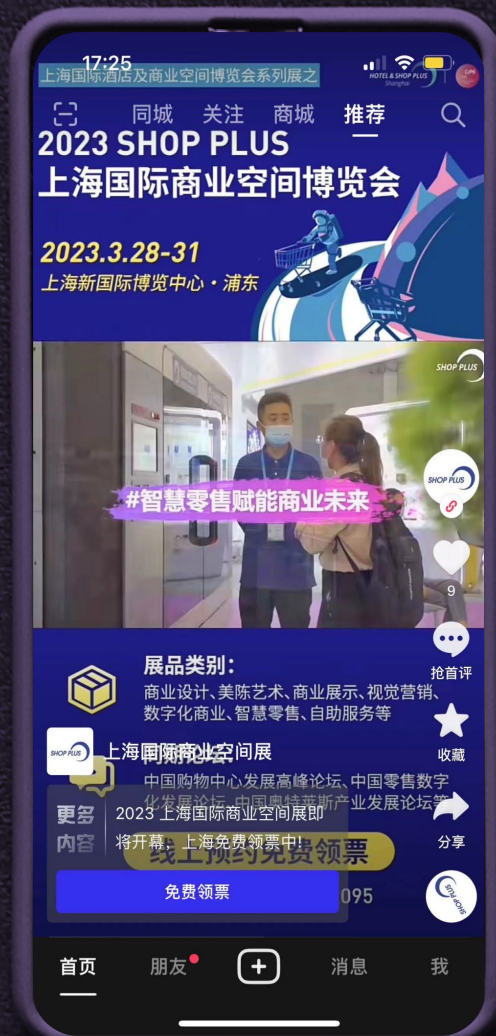 17:25
上海国际酒店及商业空间博览会系列展之
HOTEL & SHOP PLUS
Shanghai
同城 关注 商城 推荐
2023 SHOP PLUS
上海国际商业空间博览会
2023.3.28-31
上海新国际博览中心·浦东
SHOP PLUS
#智慧零售赋能商业未来
SHOP PLUS
9
抢首评
收藏
分享
SHOP PLUS
展品类别：
商业设计、美陈艺术、商业展示、视觉营销、
数字化商业、智慧零售、自助服务等
SHOP PLUS
上海国际商业空间展
同期论坛：
中国购物中心发展高峰论坛、中国零售数字
化发展论坛、中国奥特莱斯产业发展论坛等
更多
内容
2023 上海国际商业空间展即
将开幕，上海免费领票中!
线上预约免费领票
免费领票
095
首页 朋友 消息 我